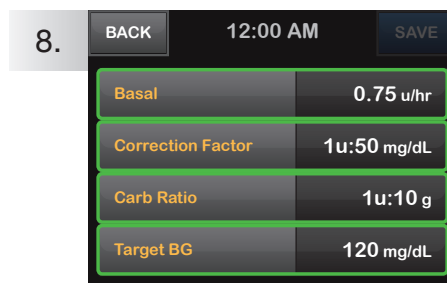 8.
BACK 12:00 AM SAVE
Basal 0.75 u/hr
Correction Factor 1u:50 mg/dL
Carb Ratio 1u:10 g
Target BG 120 mg/dL